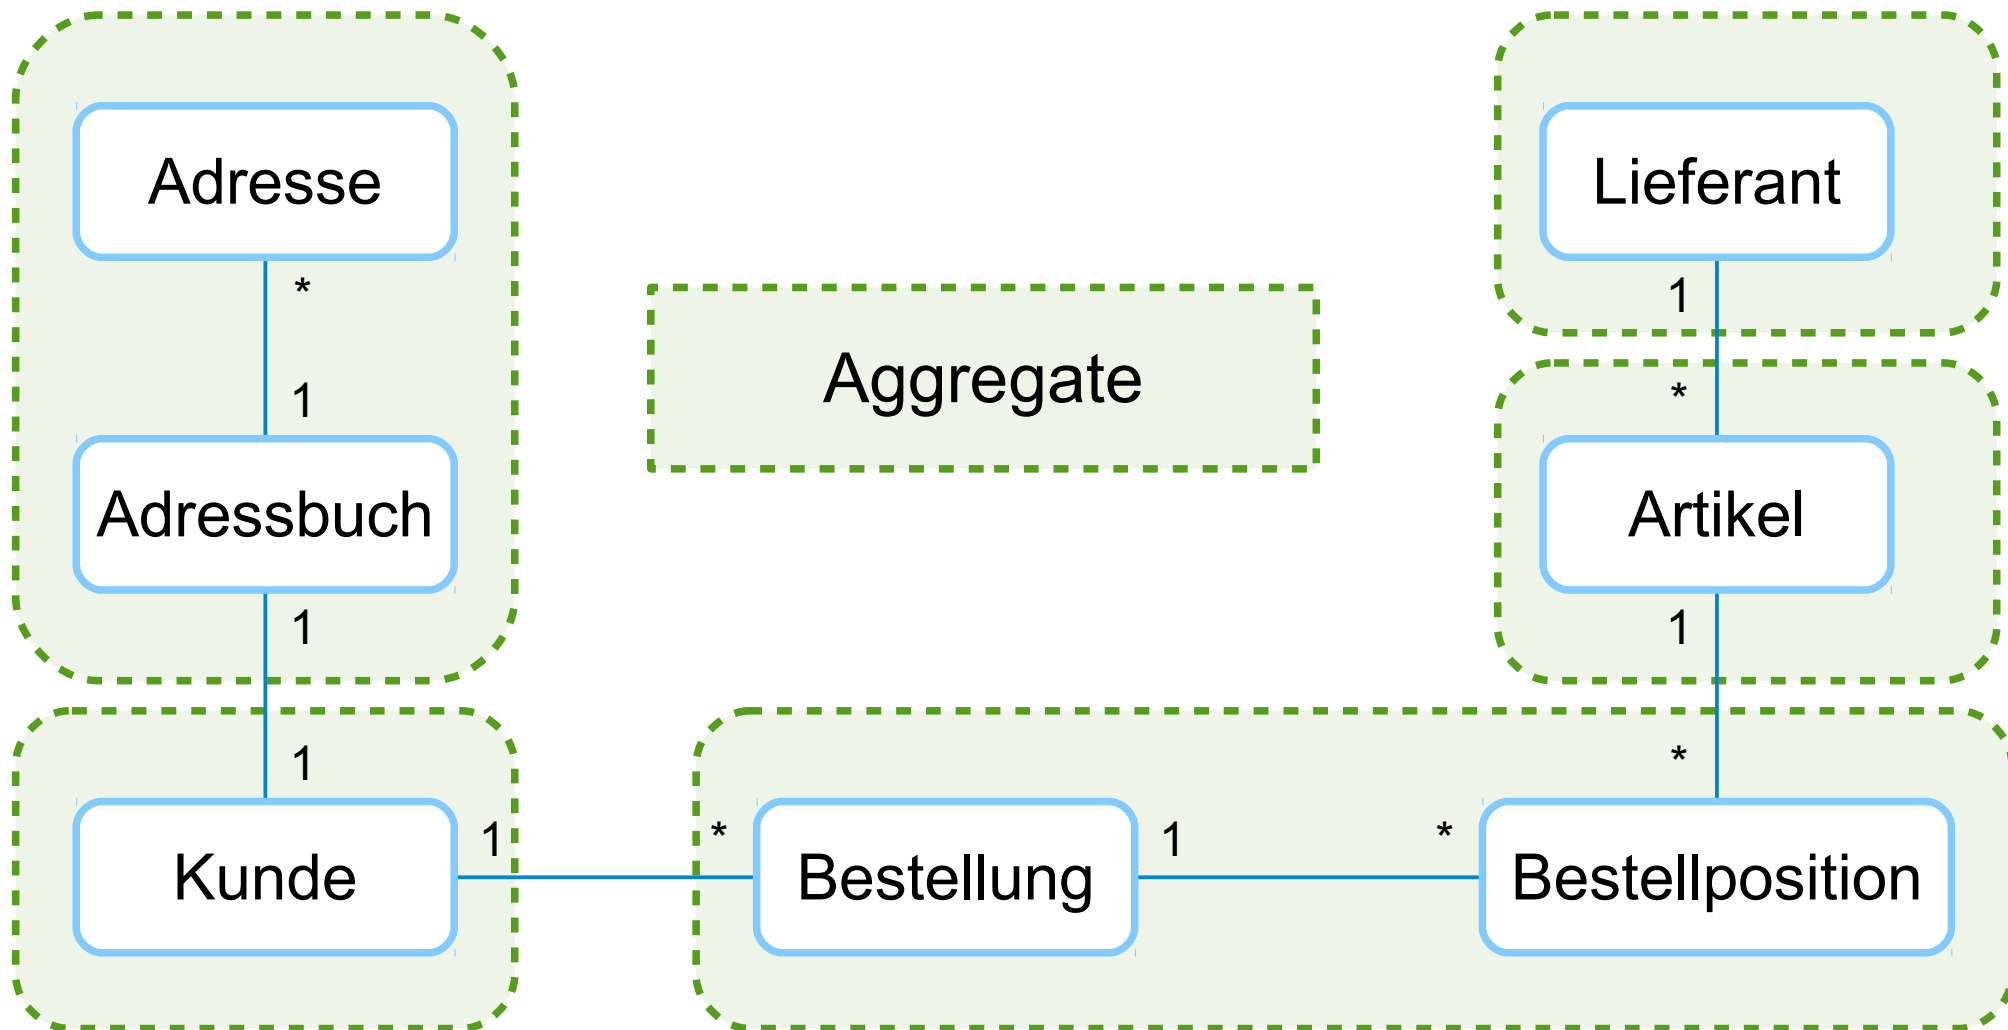 Adresse
Lieferant
*
1
Aggregate
1
*
Adressbuch
Artikel
1
1
1
*
1
*
1
*
Kunde
Bestellung
Bestellposition